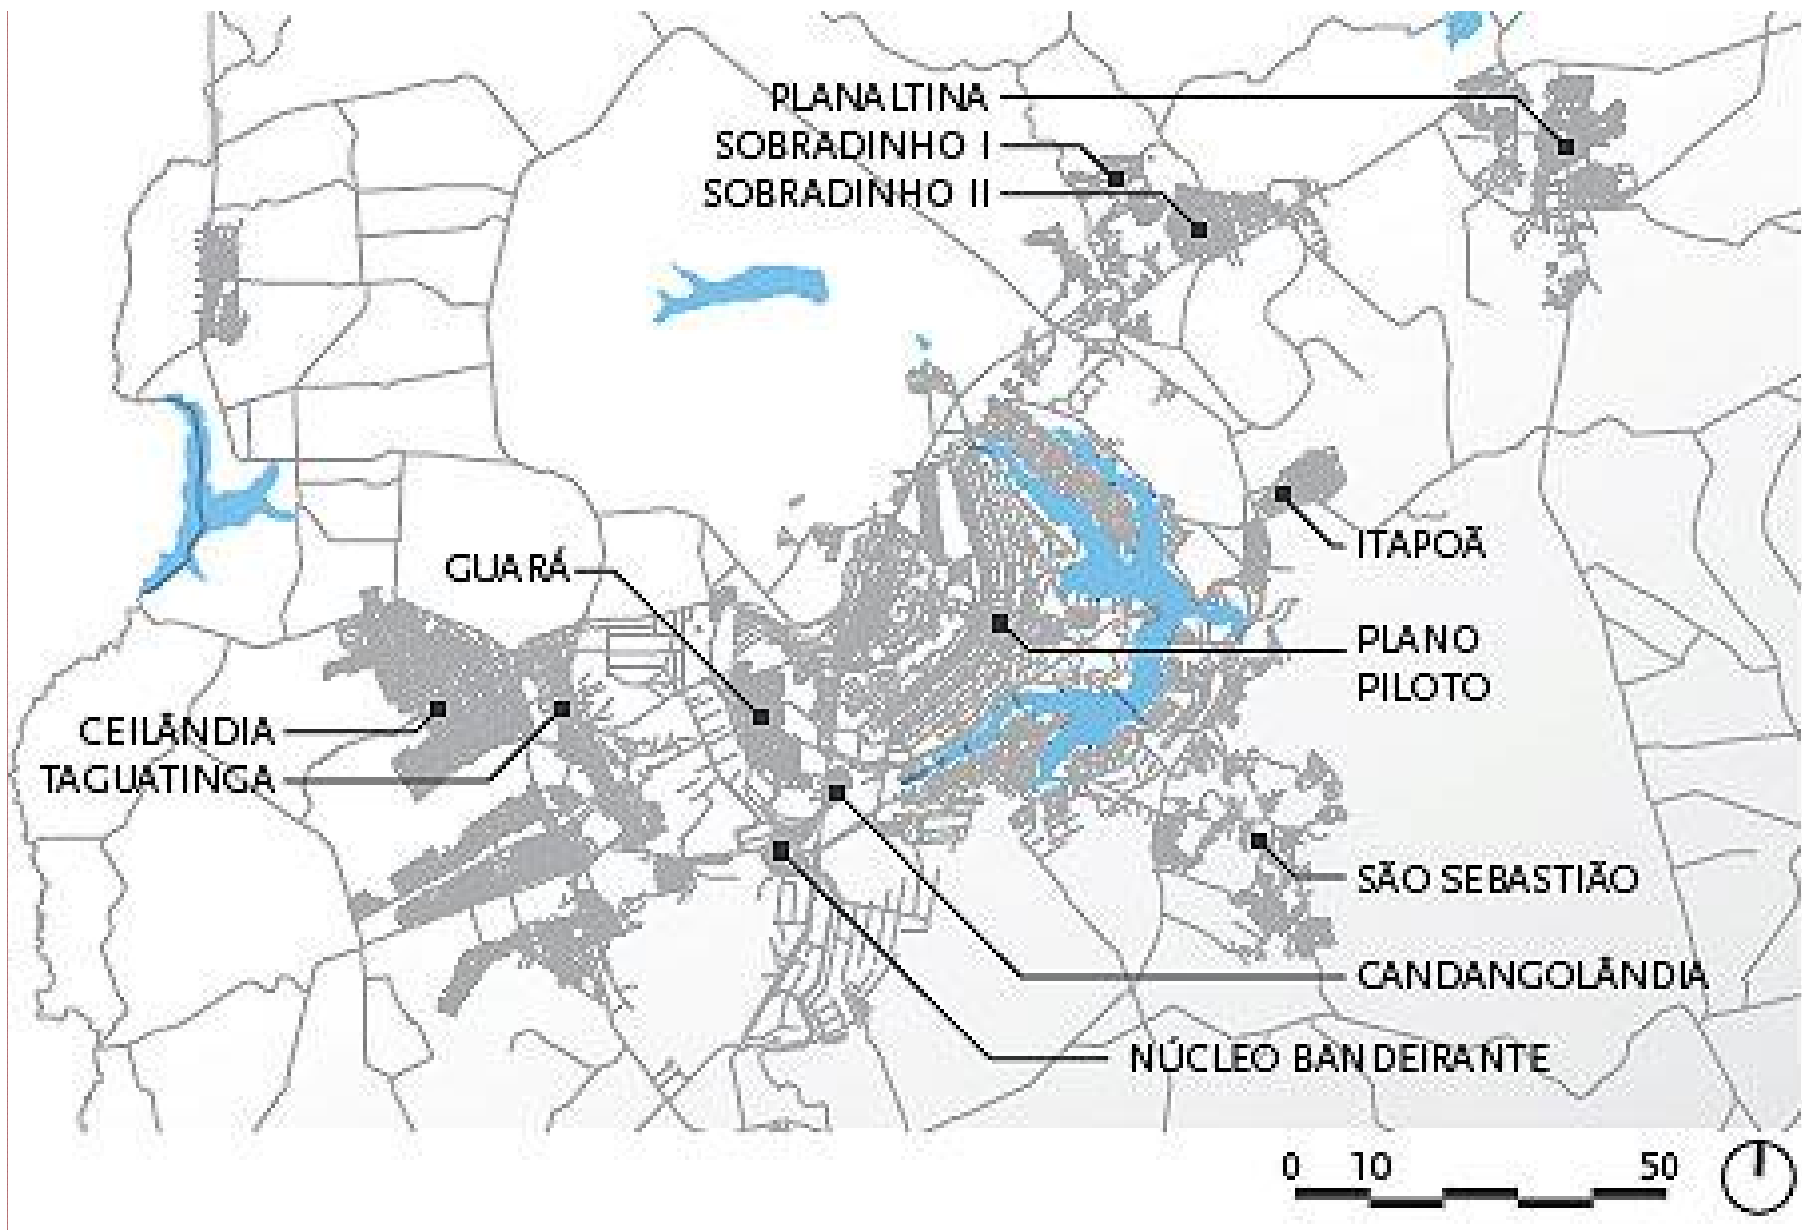 PLANALTINA
SOBRADINHO I
SOBRADINHO II
ITAPOÃ
GUARÁ
PLANO
PILOTO
CEILÂNDIA
TAGUATINGA
SÃO SEBASTIÃO
CANDANGOLÂNDIA
NÚCLEO BANDEIRANTE
0 10 50